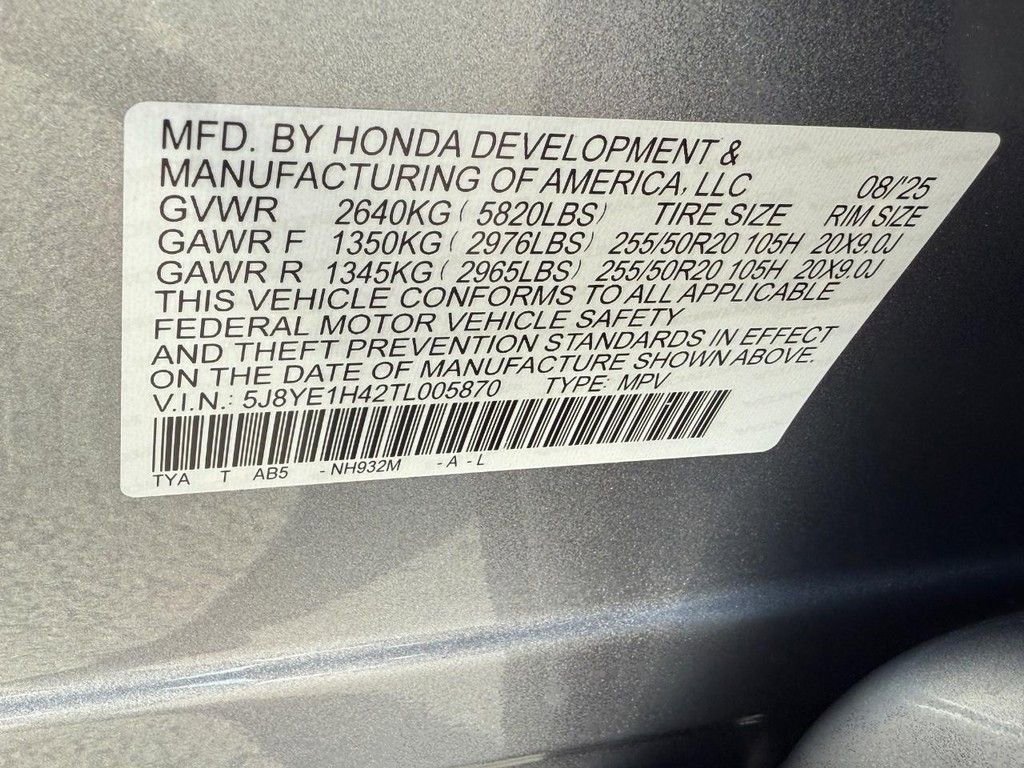 MFD. BY HONDA DEVELOPMENT &
MANUFACTURING OF AMERICA, LLC 08/'25
GVWR 2640KG ( 5820LBS) TIRE SIZE RIM SIZE
GAWR F 1350KG ( 2976LBS) 255/50R20 105H 20X9.0J
GAWR R 1345KG ( 2965LBS) 255/50R20 105H 20X9.0J
THIS VEHICLE CONFORMS TO ALL APPLICABLE
FEDERAL MOTOR VEHICLE SAFETY
AND THEFT PREVENTION STANDARDS IN EFFECT
ON THE DATE OF MANUFACTURE SHOWN ABOVE.
V.I.N.: 5J8YE1H42TL005870 TYPE: MPV
TYA T AB5 - NH932M - A - L